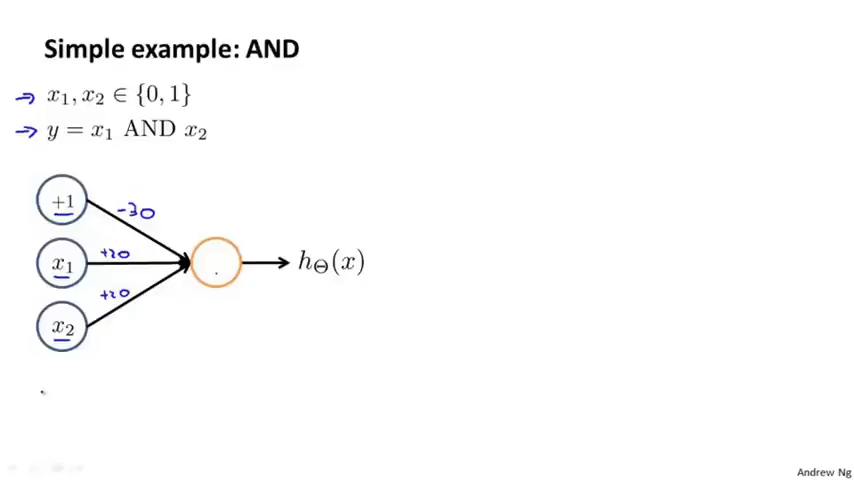 Simple example: AND
→ x₁, x₂ ∈ {0, 1}
→ y = x₁ AND x₂
+1
-30
x₁
+20
h_Θ(x)
x₂
+20
Andrew Ng